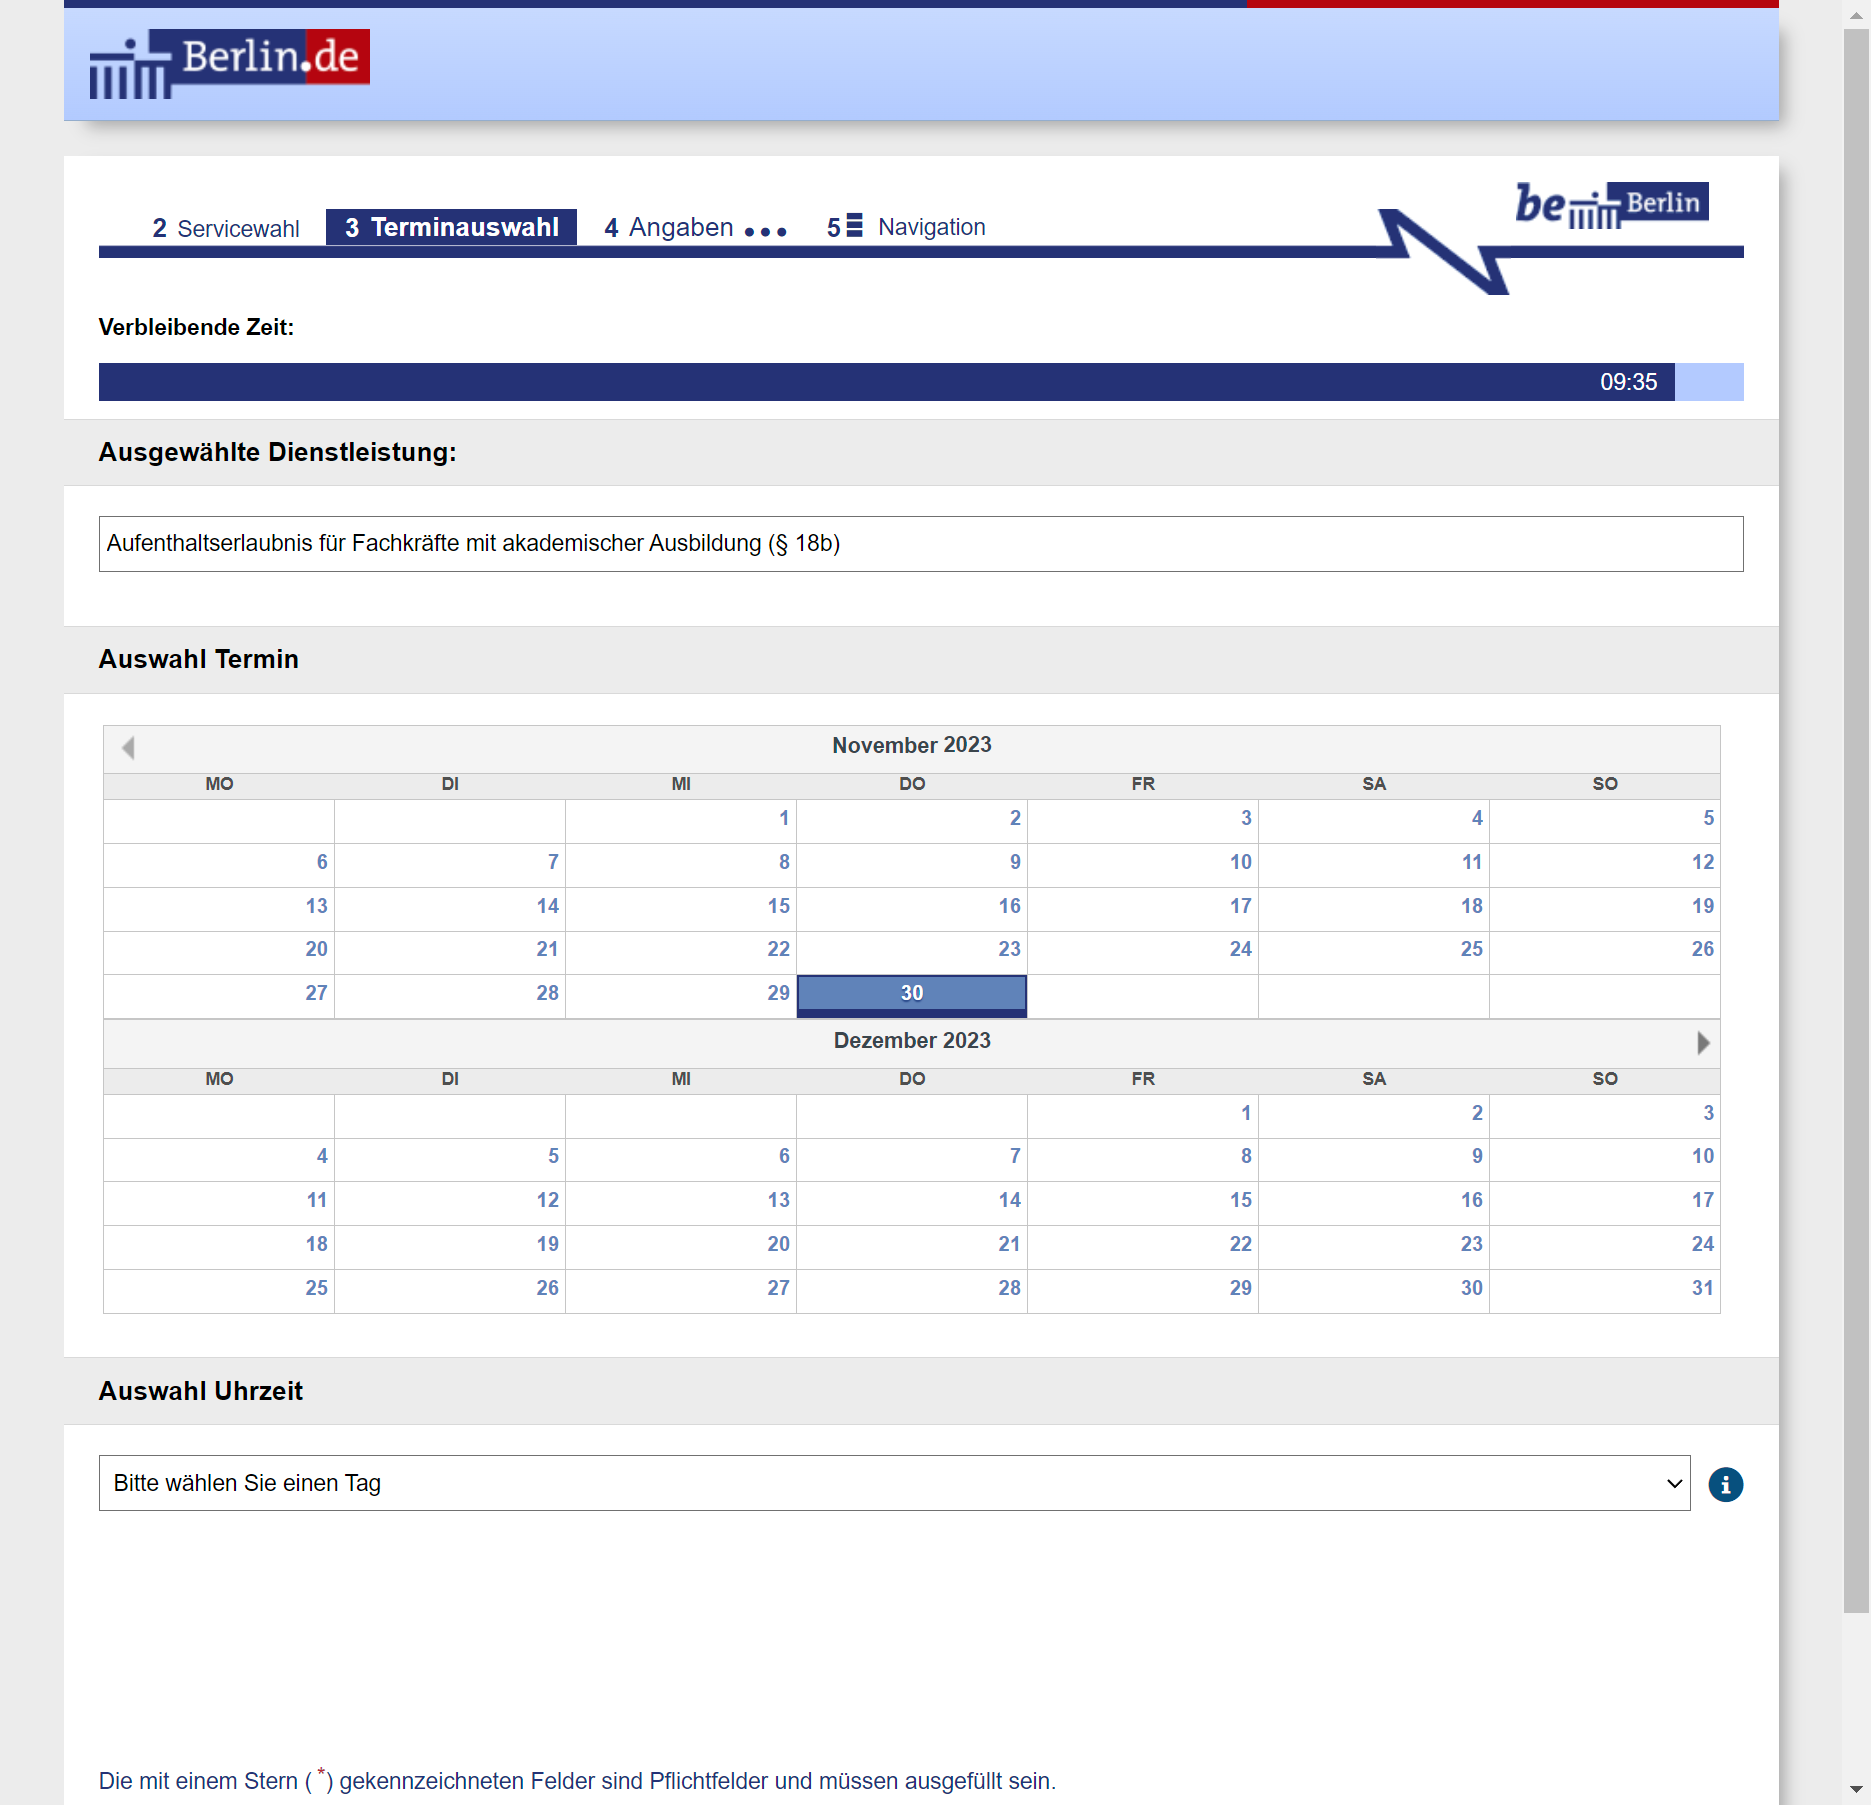 Berlin.de
be Berlin
2 Servicewahl 3 Terminauswahl 4 Angaben 5 Navigation
Verbleibende Zeit:
09:35
Ausgewählte Dienstleistung:
Aufenthaltserlaubnis für Fachkräfte mit akademischer Ausbildung (§ 18b)
Auswahl Termin
November 2023
MO DI MI DO FR SA SO
1 2 3 4 5
6 7 8 9 10 11 12
13 14 15 16 17 18 19
20 21 22 23 24 25 26
27 28 29 30
Dezember 2023
MO DI MI DO FR SA SO
1 2 3
4 5 6 7 8 9 10
11 12 13 14 15 16 17
18 19 20 21 22 23 24
25 26 27 28 29 30 31
Auswahl Uhrzeit
Bitte wählen Sie einen Tag
i
Die mit einem Stern ( *) gekennzeichneten Felder sind Pflichtfelder und müssen ausgefüllt sein.